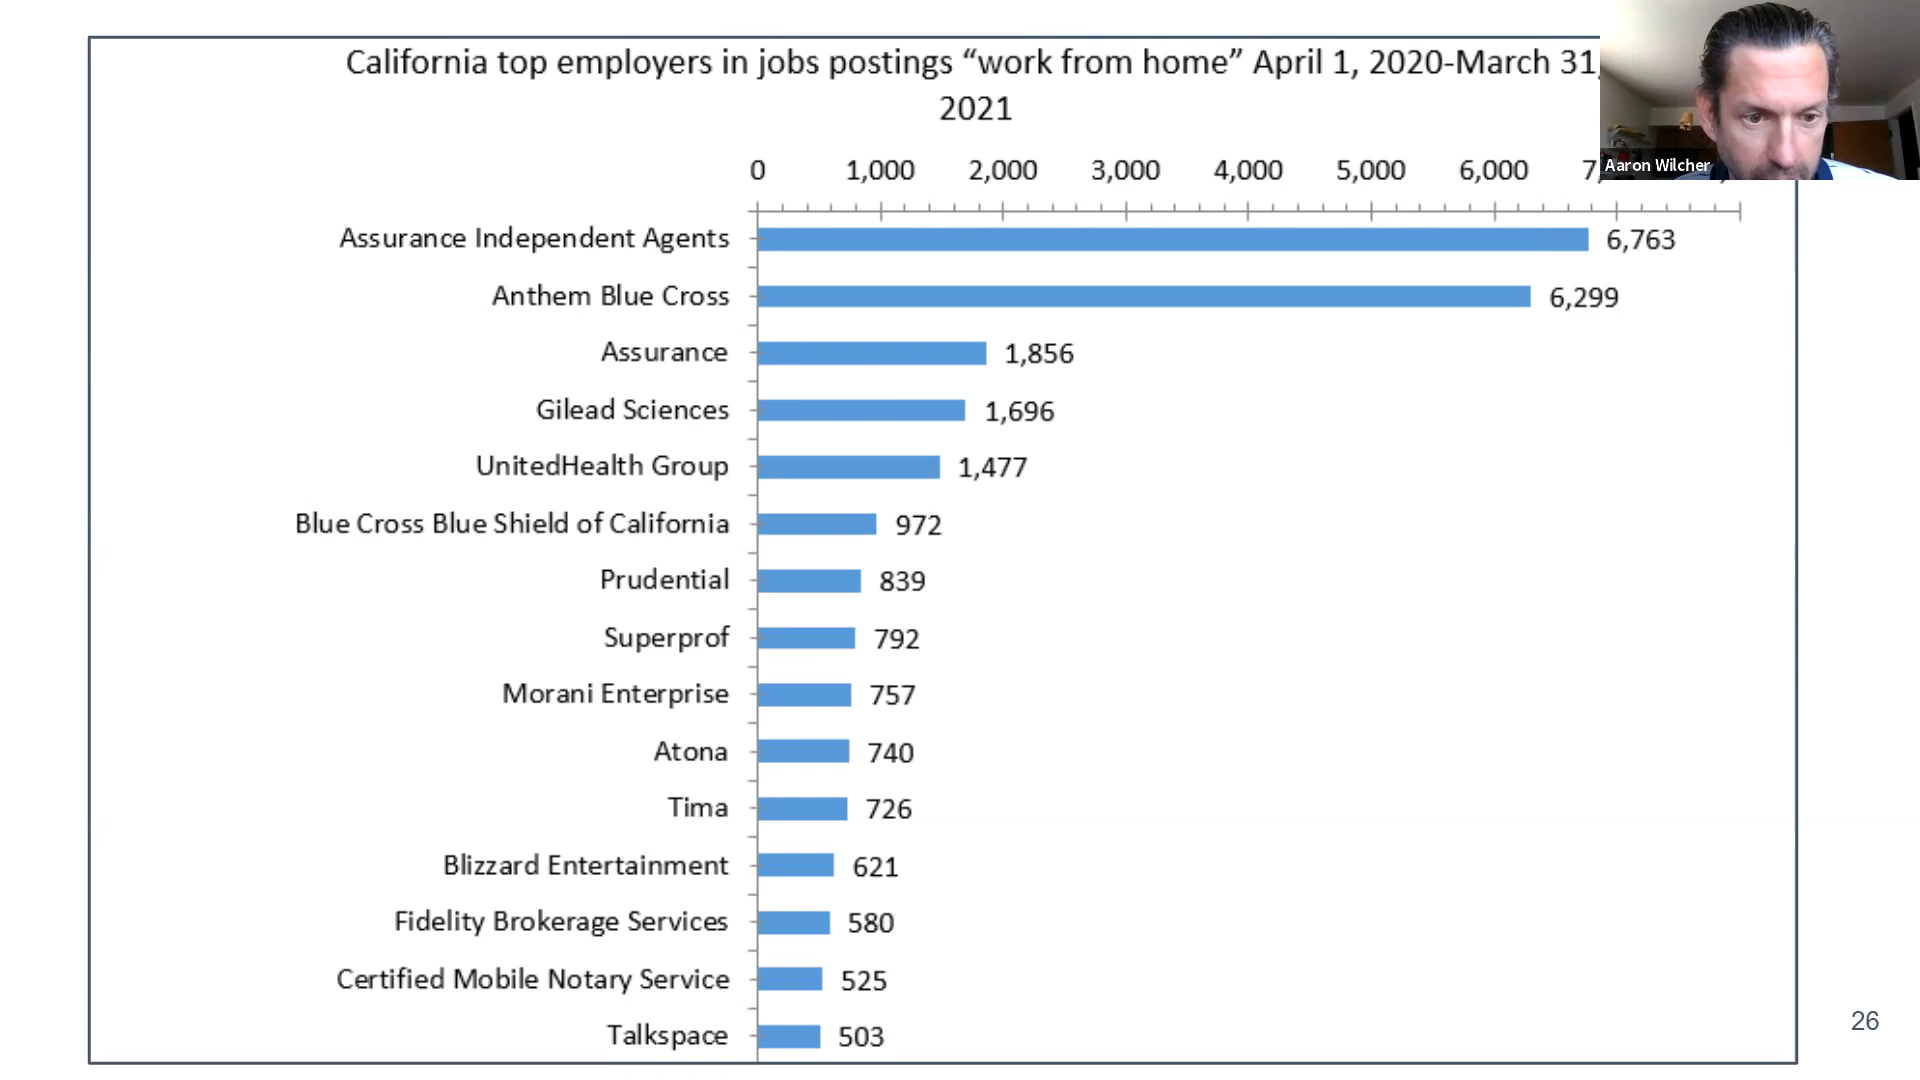 California top employers in jobs postings “work from home” April 1, 2020-March 31,
2021
0 1,000 2,000 3,000 4,000 5,000 6,000
Aaron Wilcher
Assurance Independent Agents 6,763
Anthem Blue Cross 6,299
Assurance 1,856
Gilead Sciences 1,696
UnitedHealth Group 1,477
Blue Cross Blue Shield of California 972
Prudential 839
Superprof 792
Morani Enterprise 757
Atona 740
Tima 726
Blizzard Entertainment 621
Fidelity Brokerage Services 580
Certified Mobile Notary Service 525
Talkspace 503
26